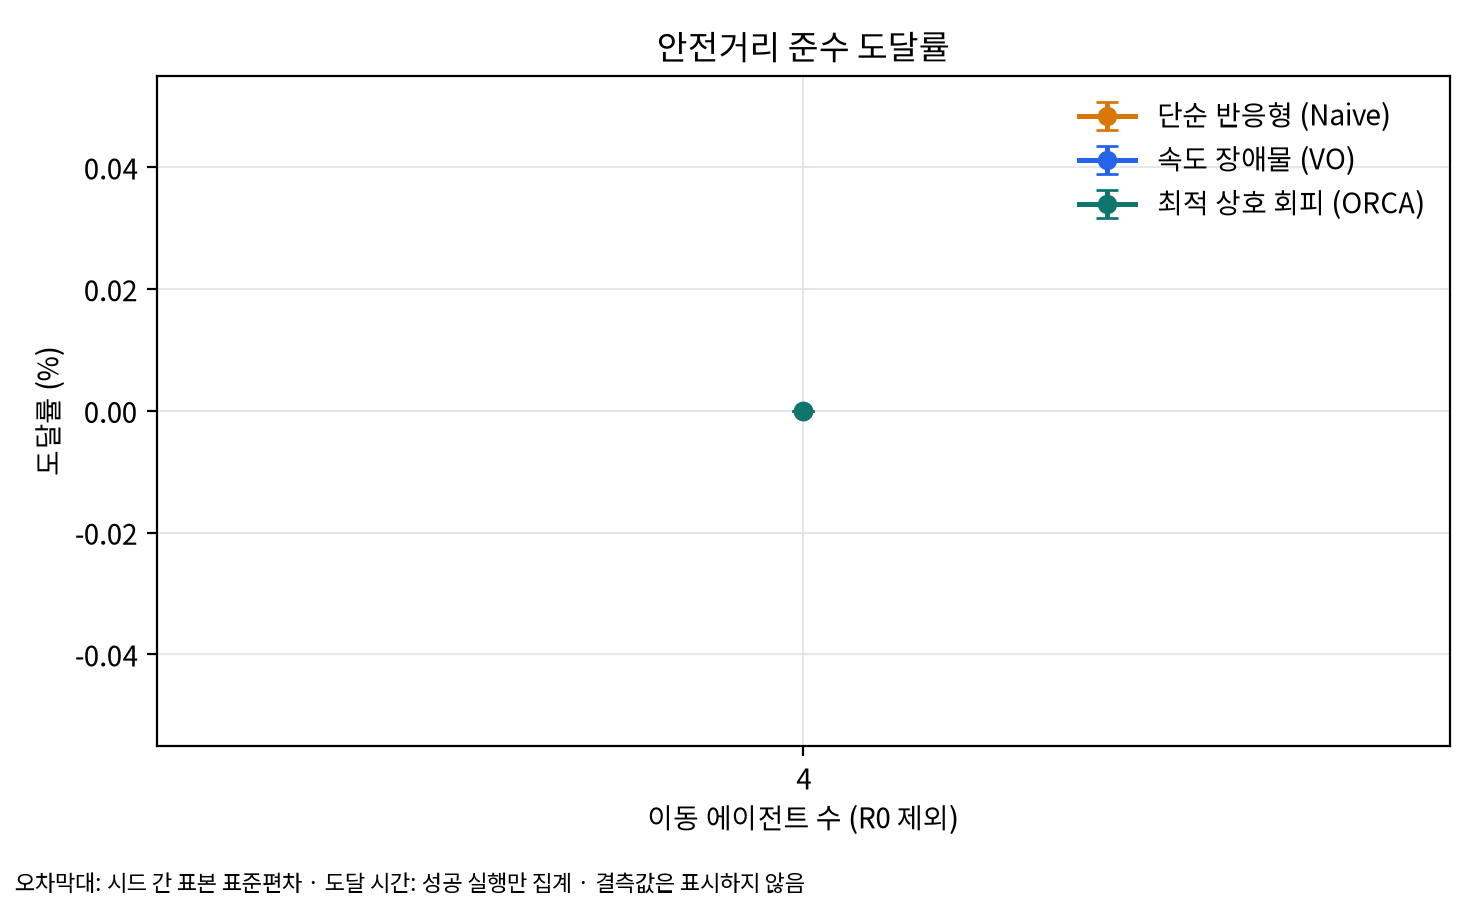 안전거리 준수 도달률
단순 반응형 (Naive)
속도 장애물 (VO)
최적 상호 회피 (ORCA)
도달률 (%)
0.04
0.02
0.00
-0.02
-0.04
4
이동 에이전트 수 (R0 제외)
오차막대: 시드 간 표본 표준편차 · 도달 시간: 성공 실행만 집계 · 결측값은 표시하지 않음